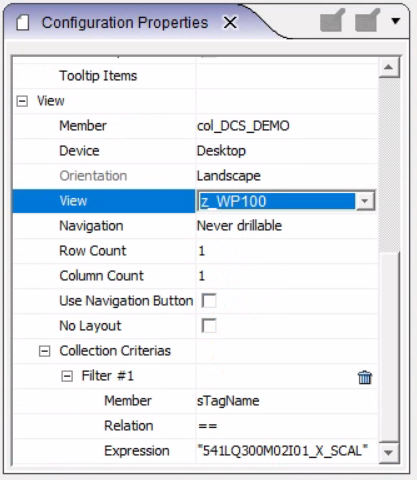 Configuration Properties X
Tooltip Items
View
Member col_DCS_DEMO
Device Desktop
Orientation Landscape
View z_WP100
Navigation Never drillable
Row Count 1
Column Count 1
Use Navigation Button
No Layout
Collection Criterias
Filter #1
Member sTagName
Relation ==
Expression "541LQ300M02I01_X_SCAL"